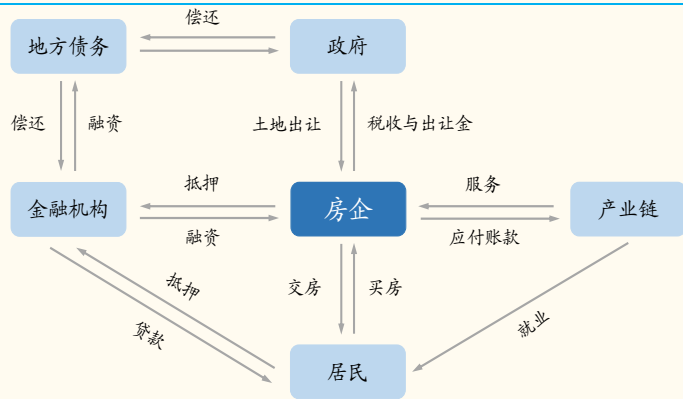 偿还
地方债务
政府
偿还
融资
土地出让
税收与出让金
抵押
服务
金融机构
房企
产业链
融资
应付账款
抵押
交房
买房
贷款
就业
居民